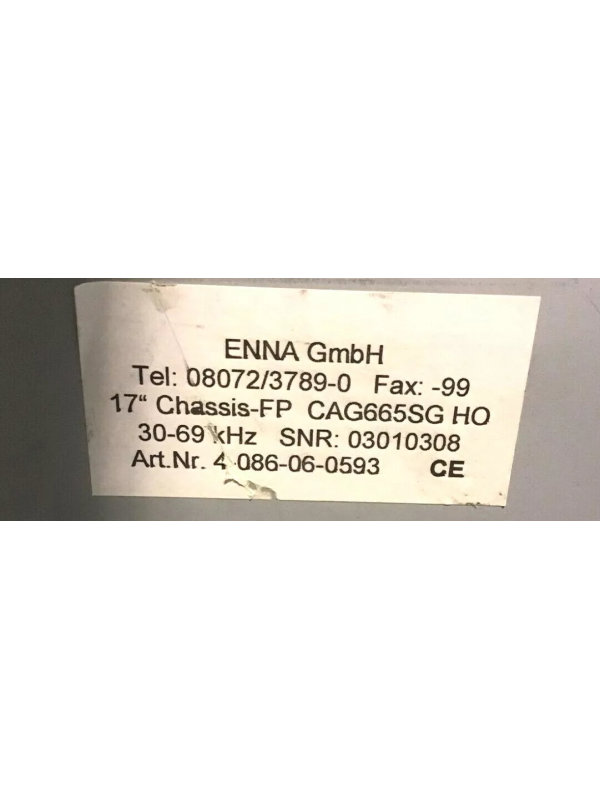 ENNA GmbH
Tel: 08072/3789-0 Fax: -99
17“ Chassis-FP CAG665SG HO
30-69 kHz SNR: 03010308
Art.Nr. 4 086-06-0593 CE